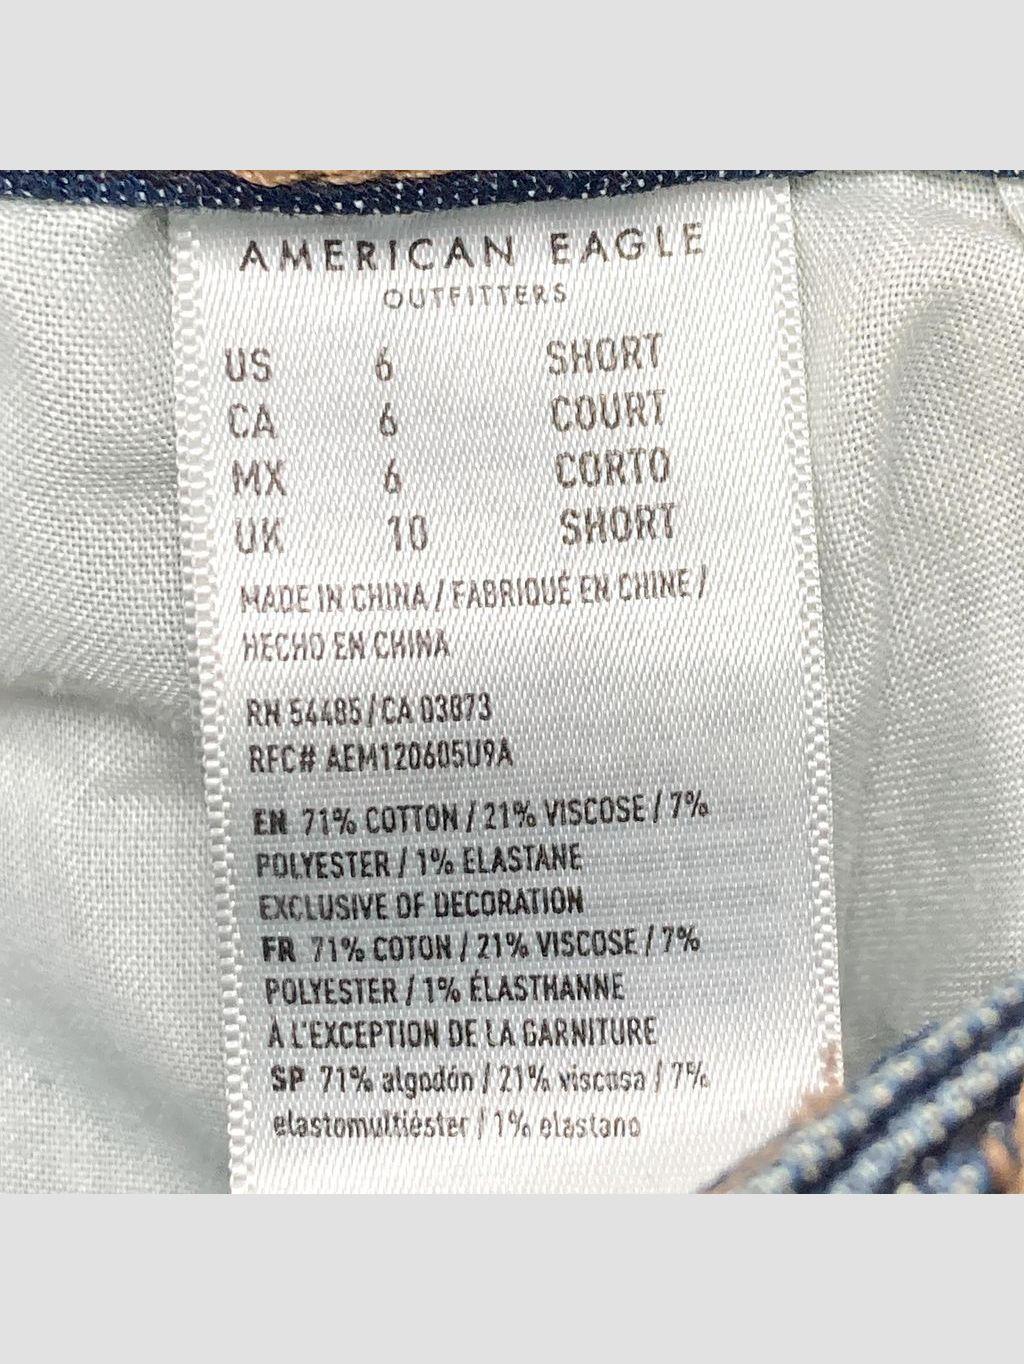 AMERICAN EAGLE
OUTFITTERS
US 6 SHORT
CA 6 COURT
MX 6 CORTO
UK 10 SHORT
MADE IN CHINA / FABRIQUÉ EN CHINE /
HECHO EN CHINA
RN 54485 / CA 03873
RFC# AEM120605U9A
EN 71% COTTON / 21% VISCOSE / 7%
POLYESTER / 1% ELASTANE
EXCLUSIVE OF DECORATION
FR 71% COTON / 21% VISCOSE / 7%
POLYESTER / 1% ÉLASTHANNE
À L'EXCEPTION DE LA GARNITURE
SP 71% algodón / 21% viscosa / 7%
elastomultiéster / 1% elastano